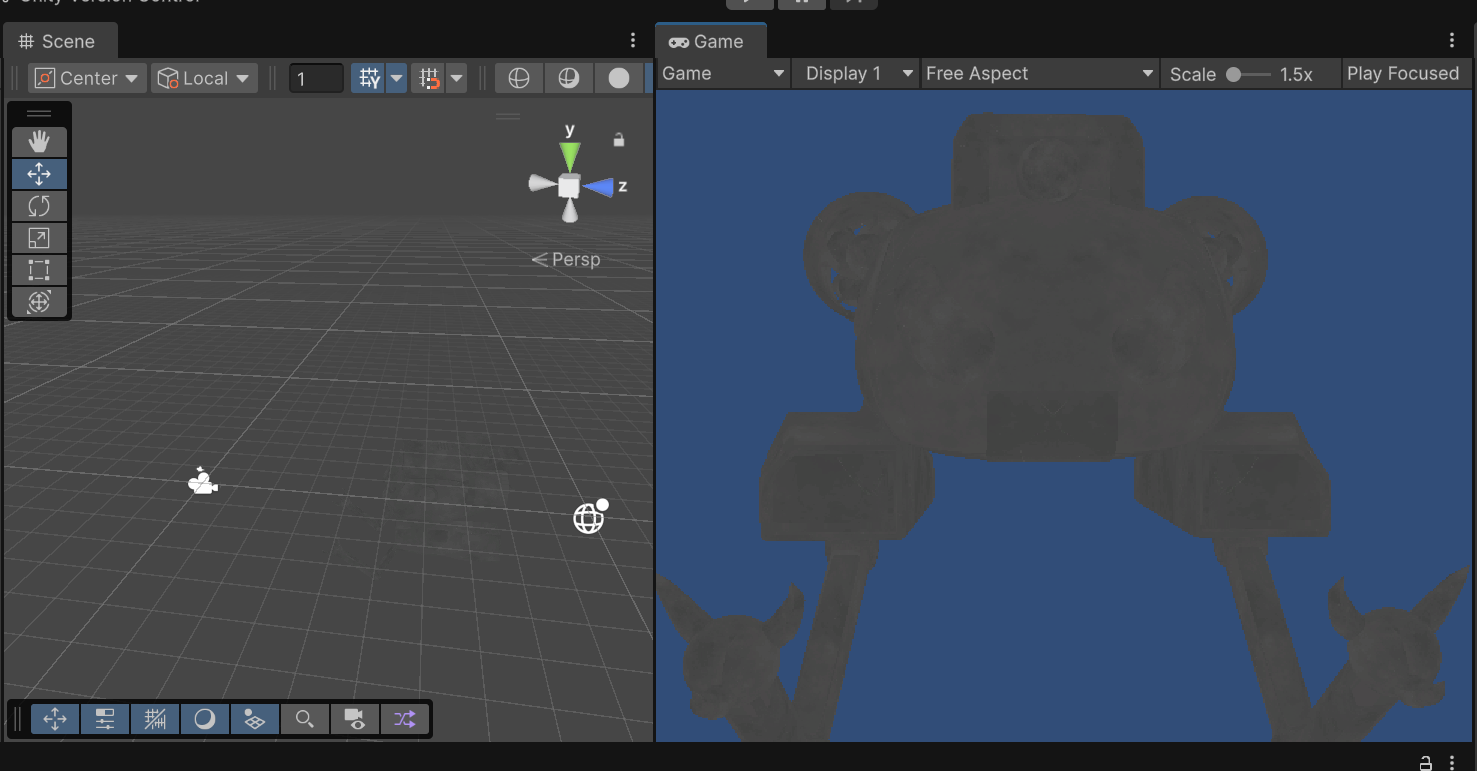 Unity Version Control
Scene
Game
Center
Local
1
Game
Display 1
Free Aspect
Scale
1.5x
Play Focused
y
z
Persp